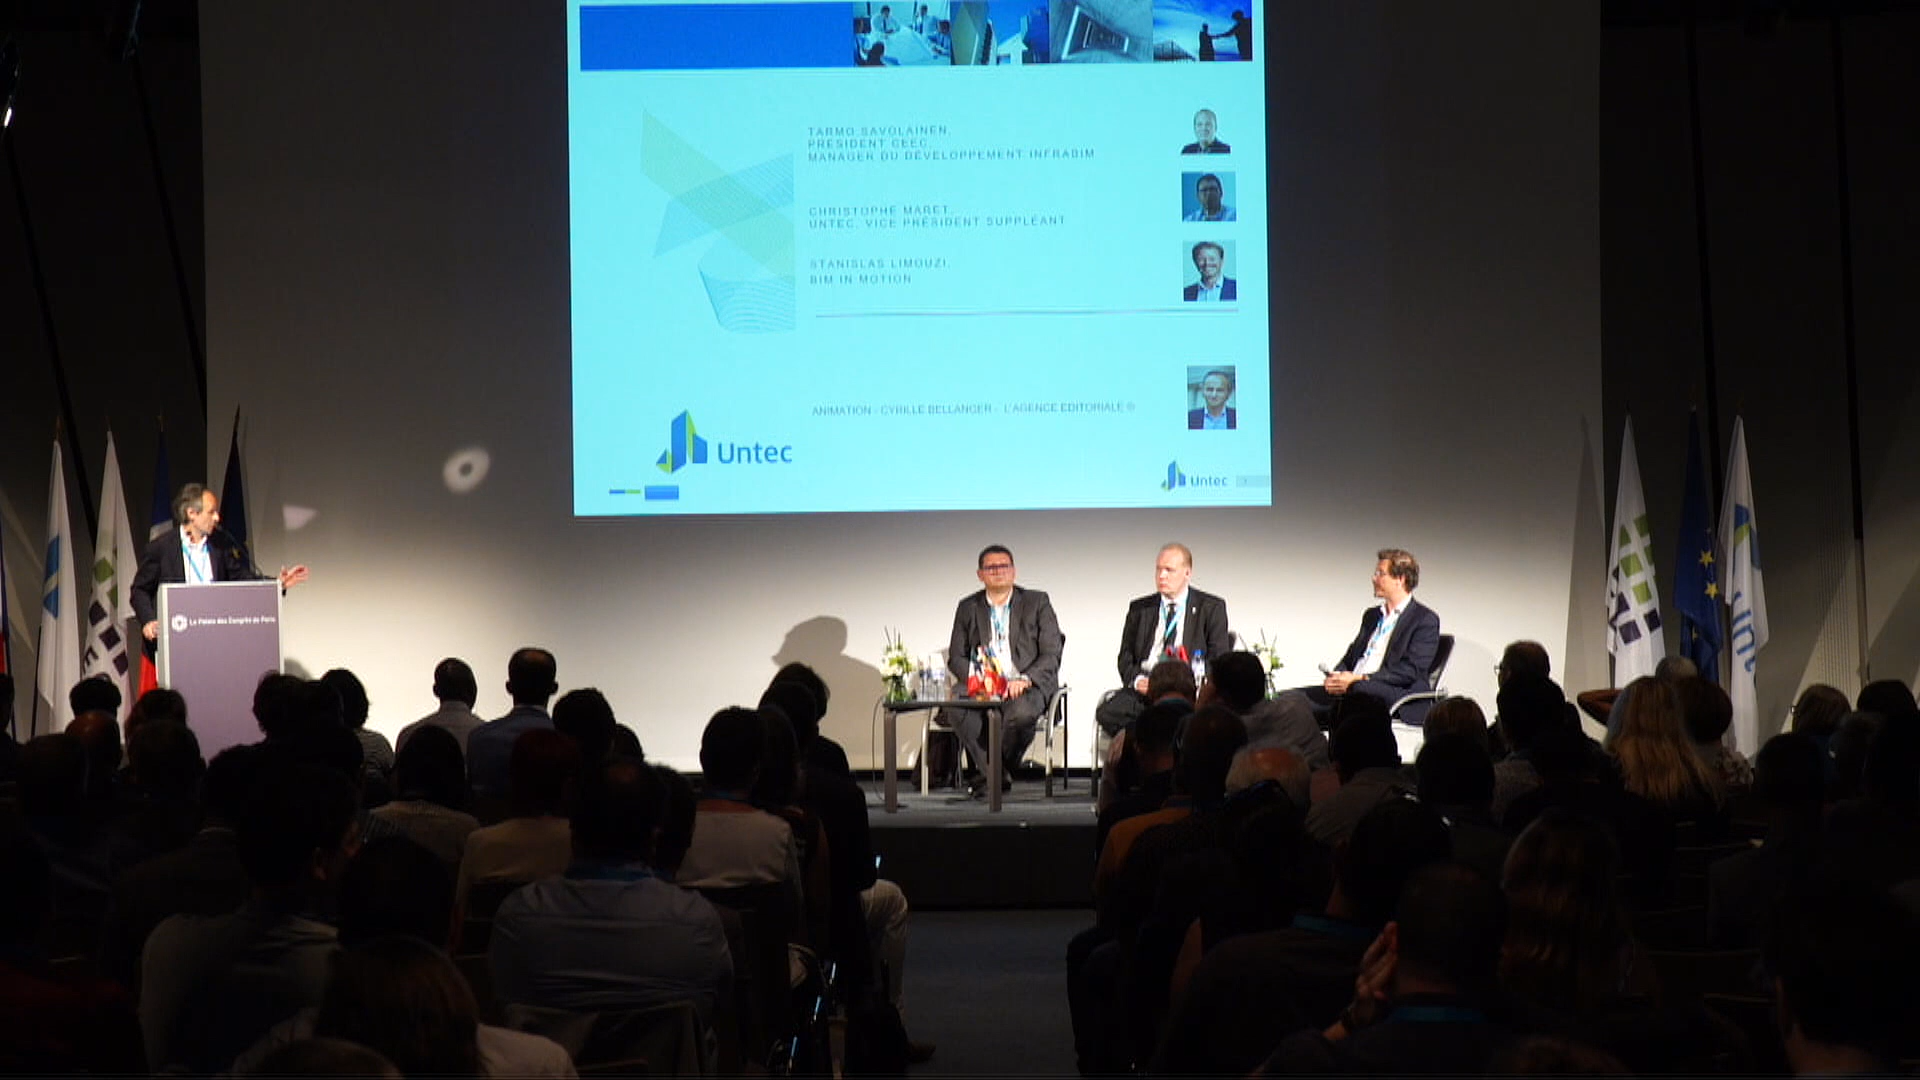 TARMO SAVOLAINEN,
PRÉSIDENT CEEC,
MANAGER DU DÉVELOPPEMENT INFRABIM
CHRISTOPHE MARET,
UNTEC, VICE PRÉSIDENT SUPPLÉANT
STANISLAS LIMOUZI,
BIM IN MOTION
ANIMATION - CYRILLE BELLANGER - L'AGENCE EDITORIALE ©
Untec
Untec
Le Palais des Congrès de Paris